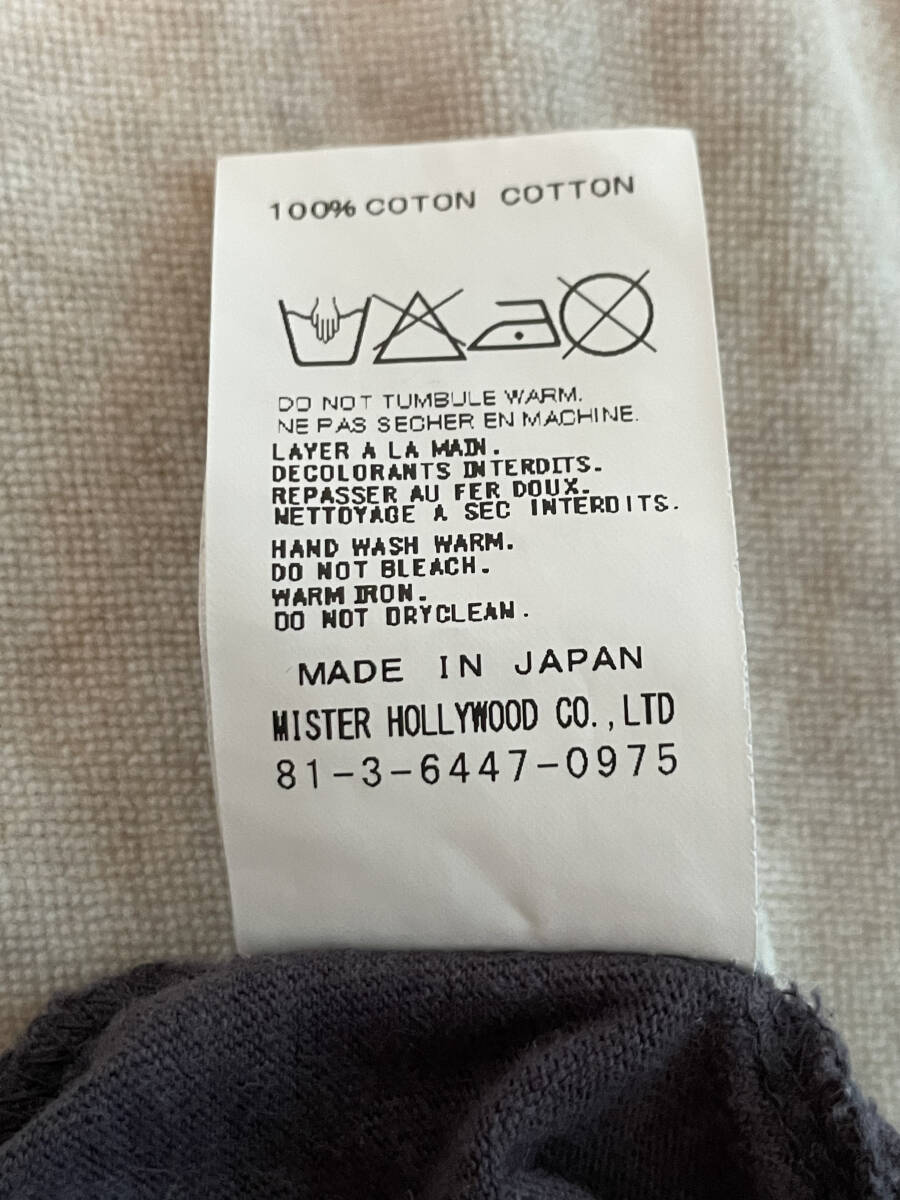 100% COTON COTTON
DO NOT TUMBULE WARM.
NE PAS SECHER EN MACHINE.
LAYER A LA MAIN.
DECOLORANTS INTERDITS.
REPASSER AU FER DOUX.
NETTOYAGE A SEC INTERDITS.
HAND WASH WARM.
DO NOT BLEACH.
WARM IRON.
DO NOT DRYCLEAN.
MADE IN JAPAN
MISTER HOLLYWOOD CO.,LTD
81-3-6447-0975